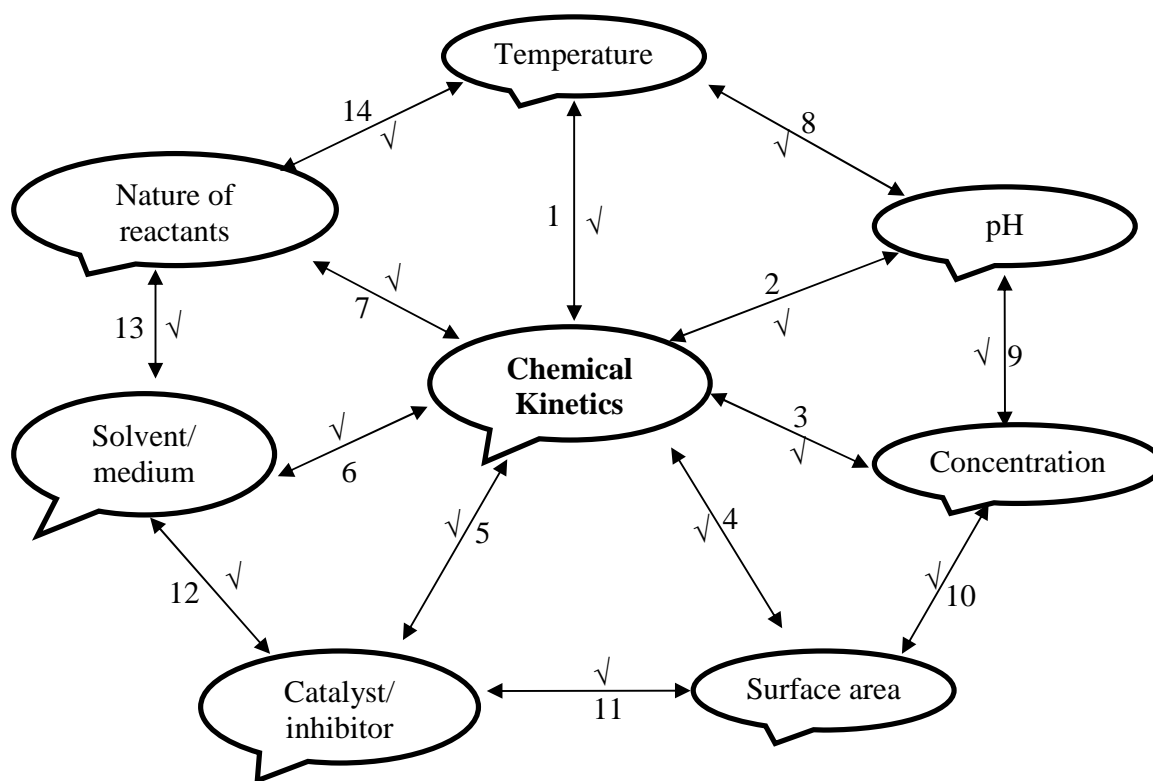 Temperature
14
√
8
√
Nature of
reactants
1 √
pH
√
7
2
√
13 √
√ 9
Chemical
Kinetics
3
√
Solvent/
medium
√
6
Concentration
√ 5
√ 4
12 √
√
10
Catalyst/
inhibitor
√
11
Surface area